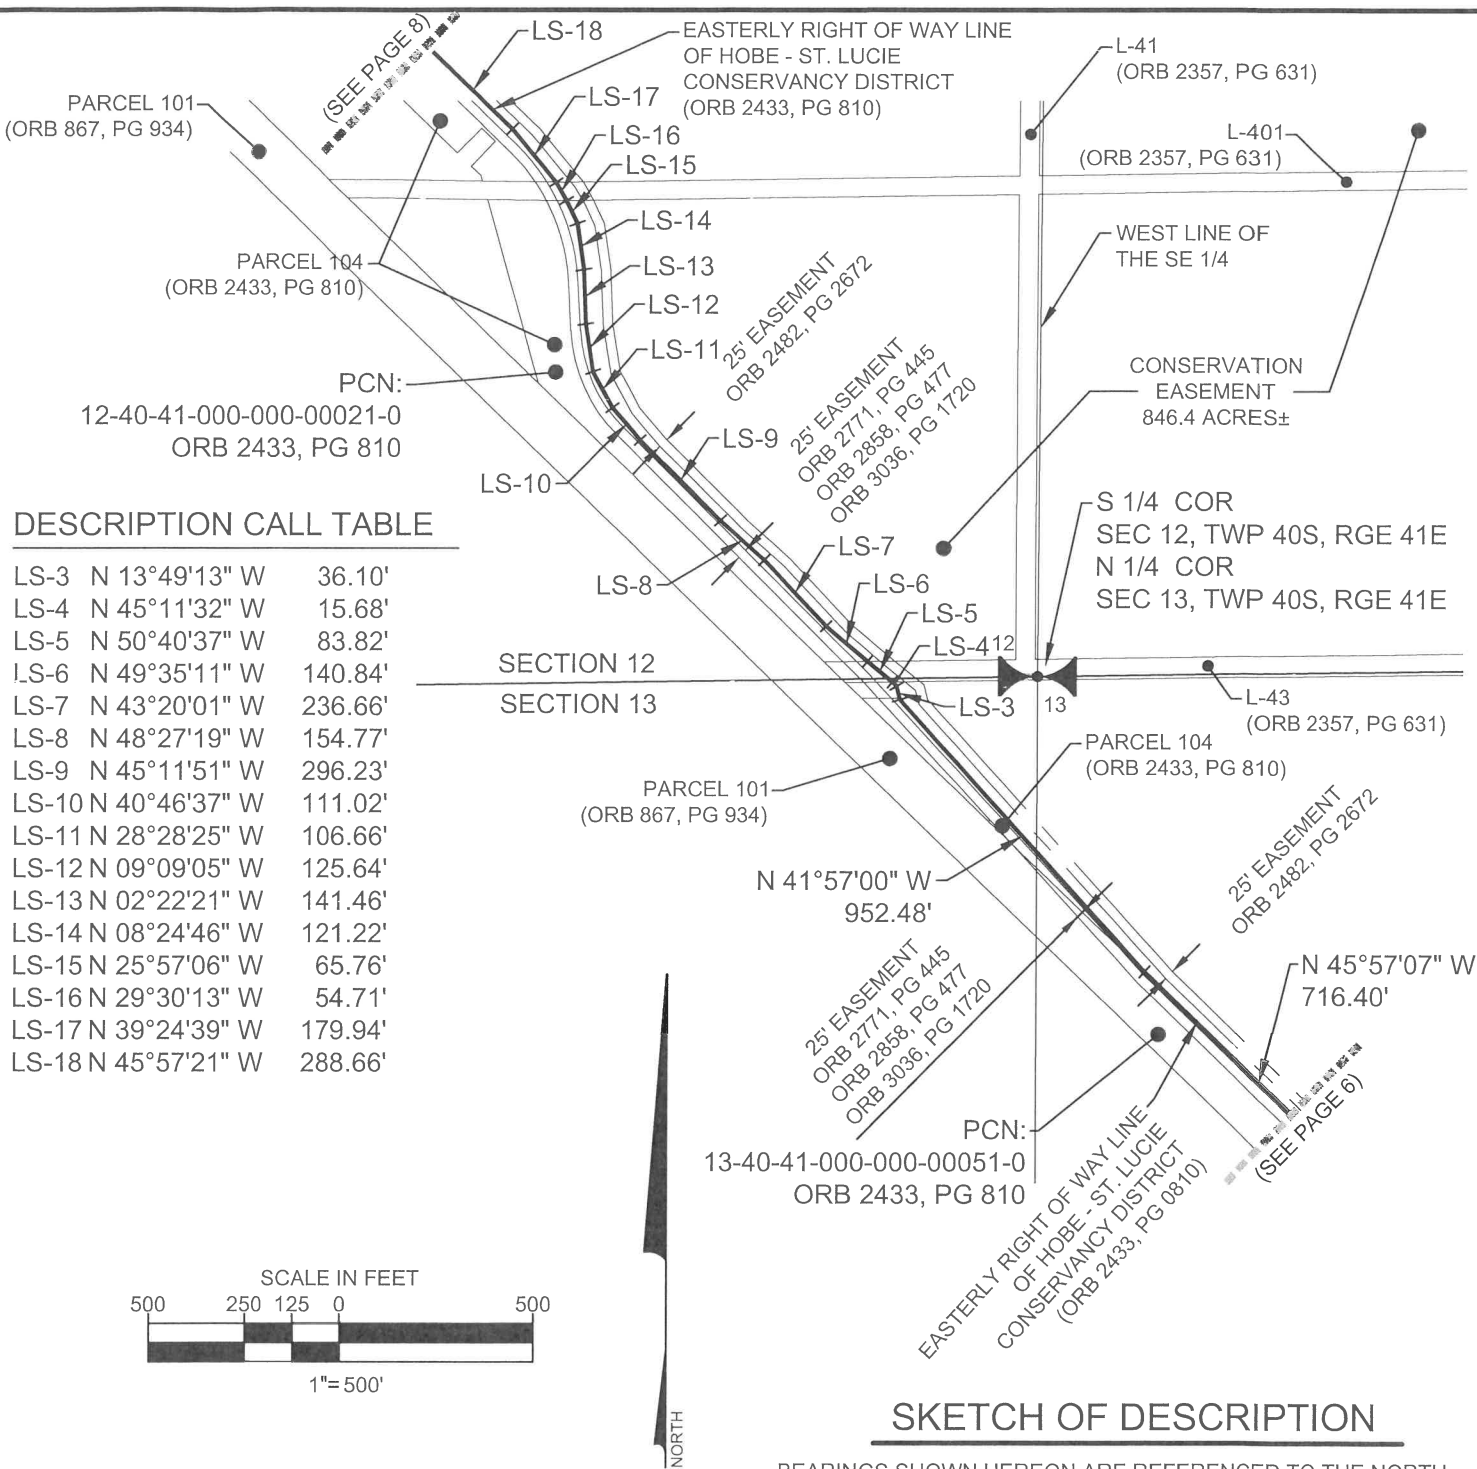 (SEE PAGE 8)
LS-18
EASTERLY RIGHT OF WAY LINE
OF HOBE - ST. LUCIE
CONSERVANCY DISTRICT
(ORB 2433, PG 810)
L-41
(ORB 2357, PG 631)
PARCEL 101
(ORB 867, PG 934)
LS-17
LS-16
LS-15
L-401
(ORB 2357, PG 631)
LS-14
WEST LINE OF
THE SE 1/4
PARCEL 104
(ORB 2433, PG 810)
LS-13
LS-12
LS-11
25' EASEMENT
ORB 2482, PG 2672
25' EASEMENT
ORB 2771, PG 445
ORB 2858, PG 477
ORB 3036, PG 1720
CONSERVATION
EASEMENT
846.4 ACRES±
PCN:
12-40-41-000-000-00021-0
ORB 2433, PG 810
LS-9
LS-10
S 1/4 COR
SEC 12, TWP 40S, RGE 41E
N 1/4 COR
SEC 13, TWP 40S, RGE 41E
DESCRIPTION CALL TABLE
LS-3 N 13°49'13" W 36.10'
LS-4 N 45°11'32" W 15.68'
LS-5 N 50°40'37" W 83.82'
LS-6 N 49°35'11" W 140.84'
LS-7 N 43°20'01" W 236.66'
LS-8 N 48°27'19" W 154.77'
LS-9 N 45°11'51" W 296.23'
LS-10 N 40°46'37" W 111.02'
LS-11 N 28°28'25" W 106.66'
LS-12 N 09°09'05" W 125.64'
LS-13 N 02°22'21" W 141.46'
LS-14 N 08°24'46" W 121.22'
LS-15 N 25°57'06" W 65.76'
LS-16 N 29°30'13" W 54.71'
LS-17 N 39°24'39" W 179.94'
LS-18 N 45°57'21" W 288.66'
LS-7
LS-8
LS-6
LS-5
LS-4
12
SECTION 12
SECTION 13
LS-3
13
L-43
(ORB 2357, PG 631)
PARCEL 104
(ORB 2433, PG 810)
PARCEL 101
(ORB 867, PG 934)
25' EASEMENT
ORB 2482, PG 2672
N 41°57'00" W
952.48'
N 45°57'07" W
716.40'
25' EASEMENT
ORB 2771, PG 445
ORB 2858, PG 477
ORB 3036, PG 1720
(SEE PAGE 6)
PCN:
13-40-41-000-000-00051-0
ORB 2433, PG 810
EASTERLY RIGHT OF WAY LINE
OF HOBE - ST. LUCIE
CONSERVANCY DISTRICT
(ORB 2433, PG 0810)
SCALE IN FEET
500 250 125 0 500
1"=500'
NORTH
SKETCH OF DESCRIPTION
BEARINGS SHOWN HEREON ARE REFERENCED TO THE NORTH